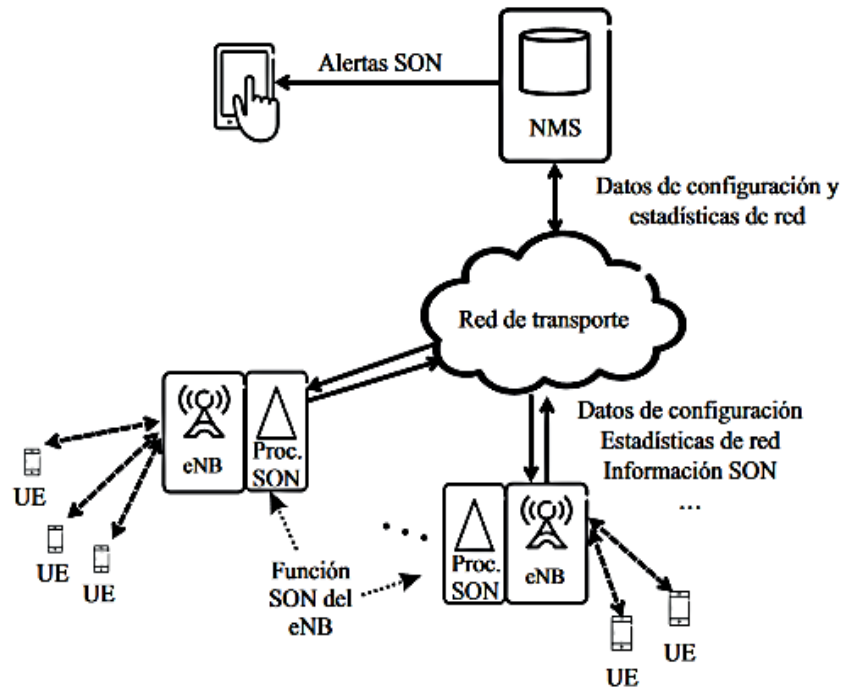 Alertas SON
NMS
Datos de configuración y
estadísticas de red
Red de transporte
eNB
Proc.
SON
UE
UE
UE
Datos de configuración
Estadísticas de red
Información SON
...
Función
SON del
eNB
Proc.
SON
eNB
UE
UE